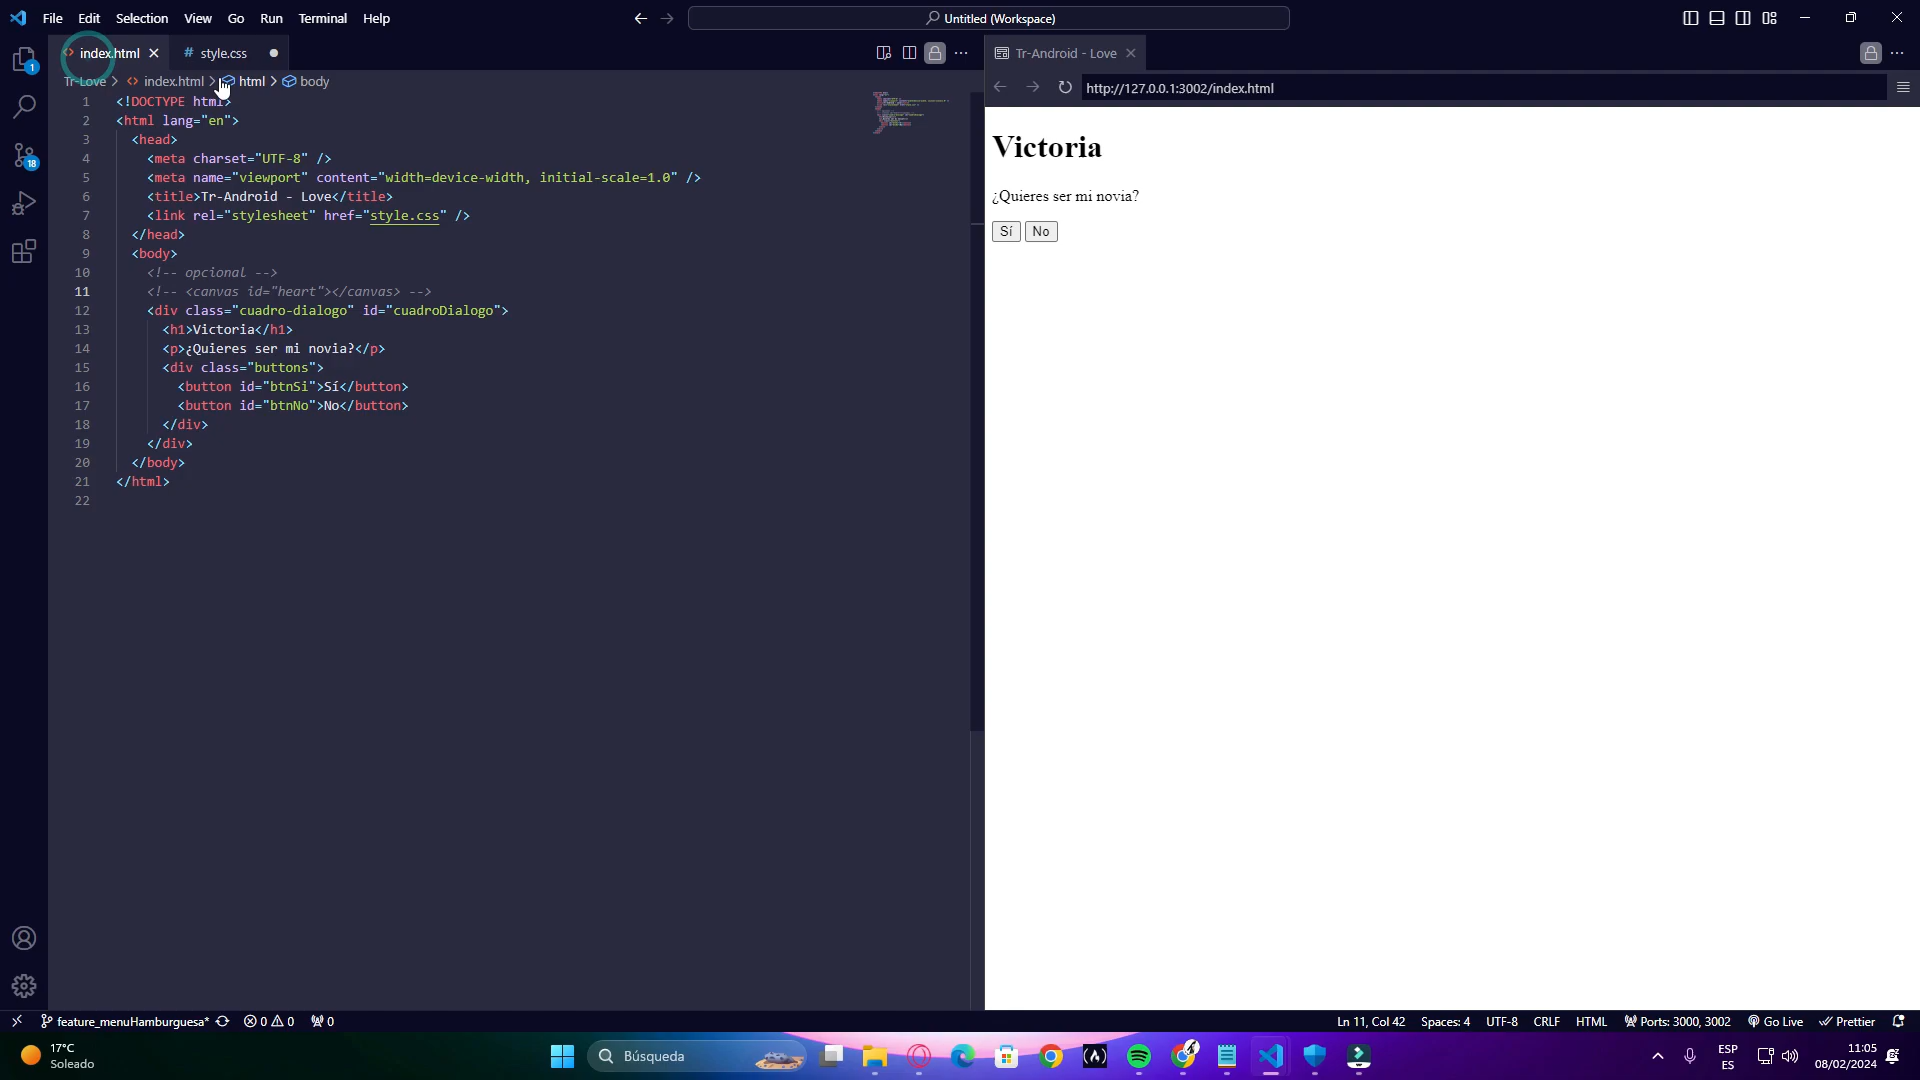 File Edit Selection View Go Run Terminal Help
Untitled (Workspace)
index.html
style.css
Tr-Android - Love
Tr-Love > index.html > html > body
http://127.0.0.1:3002/index.html
1 <!DOCTYPE html>
2 <html lang="en">
3 <head>
4 <meta charset="UTF-8" />
5 <meta name="viewport" content="width=device-width, initial-scale=1.0" />
6 <title>Tr-Android - Love</title>
7 <link rel="stylesheet" href="style.css" />
8 </head>
9 <body>
10 <!-- opcional -->
11 <!-- <canvas id="heart"></canvas> -->
12 <div class="cuadro-dialogo" id="cuadroDialogo">
13 <h1>Victoria</h1>
14 <p>¿Quieres ser mi novia?</p>
15 <div class="buttons">
16 <button id="btnSi">Sí</button>
17 <button id="btnNo">No</button>
18 </div>
19 </div>
20 </body>
21 </html>
22
Victoria
¿Quieres ser mi novia?
Sí No
1
18
feature_menuHamburguesa* 0 0 0
Ln 11, Col 42 Spaces: 4 UTF-8 CRLF HTML Ports: 3000, 3002 Go Live Prettier
17°C
Soleado
Búsqueda
ESP
ES
11:05
08/02/2024